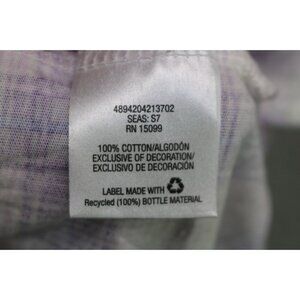 4894204213702
SEAS: S7
RN 15099
100% COTTON/ALGODÓN
EXCLUSIVE OF DECORATION/
EXCLUSIVO DE DECORACIÓN
LABEL MADE WITH
Recycled (100%) BOTTLE MATERIAL